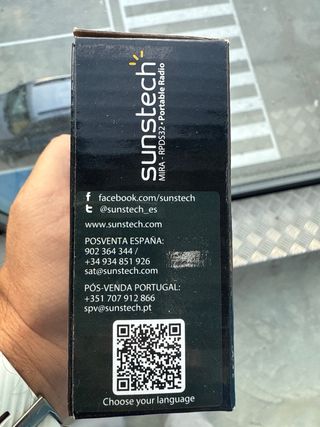 sunstech
MIRA - RPDS32 • Portable Radio
facebook.com/sunstech
@sunstech_es
www.sunstech.com
POSVENTA ESPAÑA:
902 364 344 /
+34 934 851 926
sat@sunstech.com
PÓS-VENDA PORTUGAL:
+351 707 912 866
spv@sunstech.pt
Choose your language